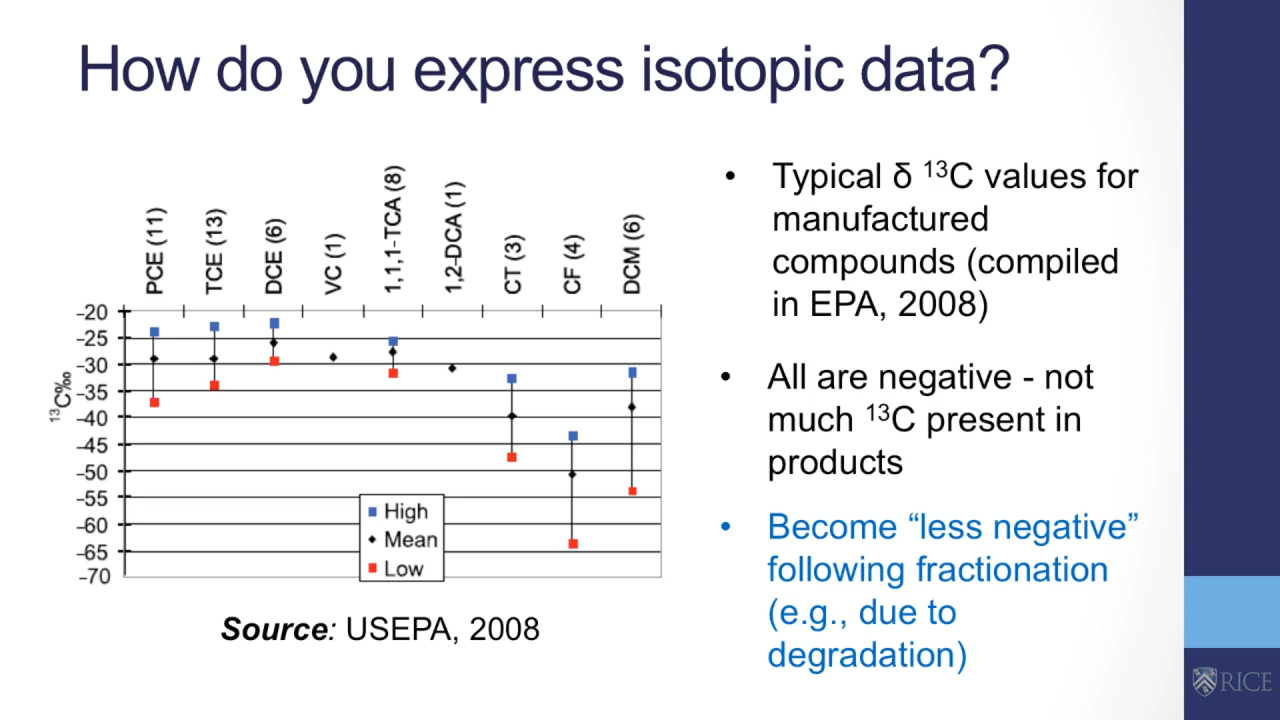 How do you express isotopic data?
PCE (11)
TCE (13)
DCE (6)
VC (1)
1,1,1-TCA (8)
1,2-DCA (1)
CT (3)
CF (4)
DCM (6)
¹³C‰
–20
–25
–30
–35
–40
–45
–50
–55
–60
–65
–70
High
Mean
Low
Source: USEPA, 2008
• Typical δ ¹³C values for
manufactured
compounds (compiled
in EPA, 2008)
• All are negative - not
much ¹³C present in
products
• Become “less negative”
following fractionation
(e.g., due to
degradation)
RICE